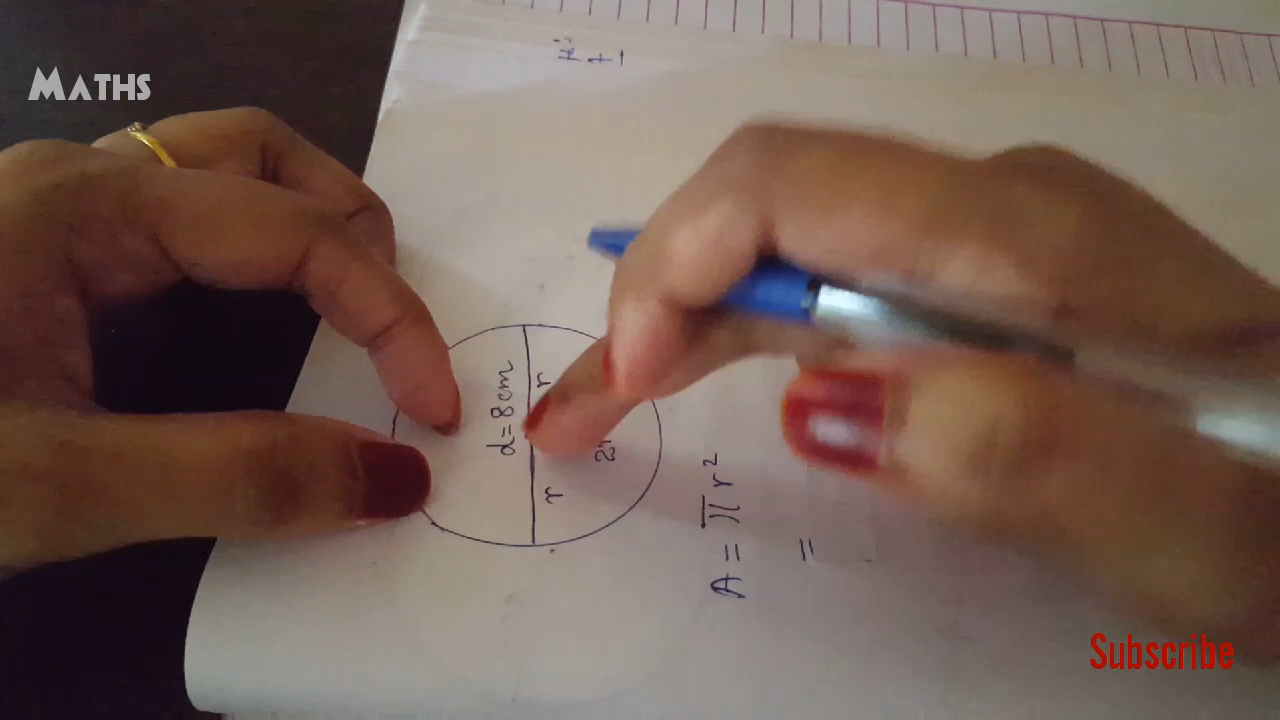 Maths
d=8cm
r
r
A = πr²
=
Subscribe